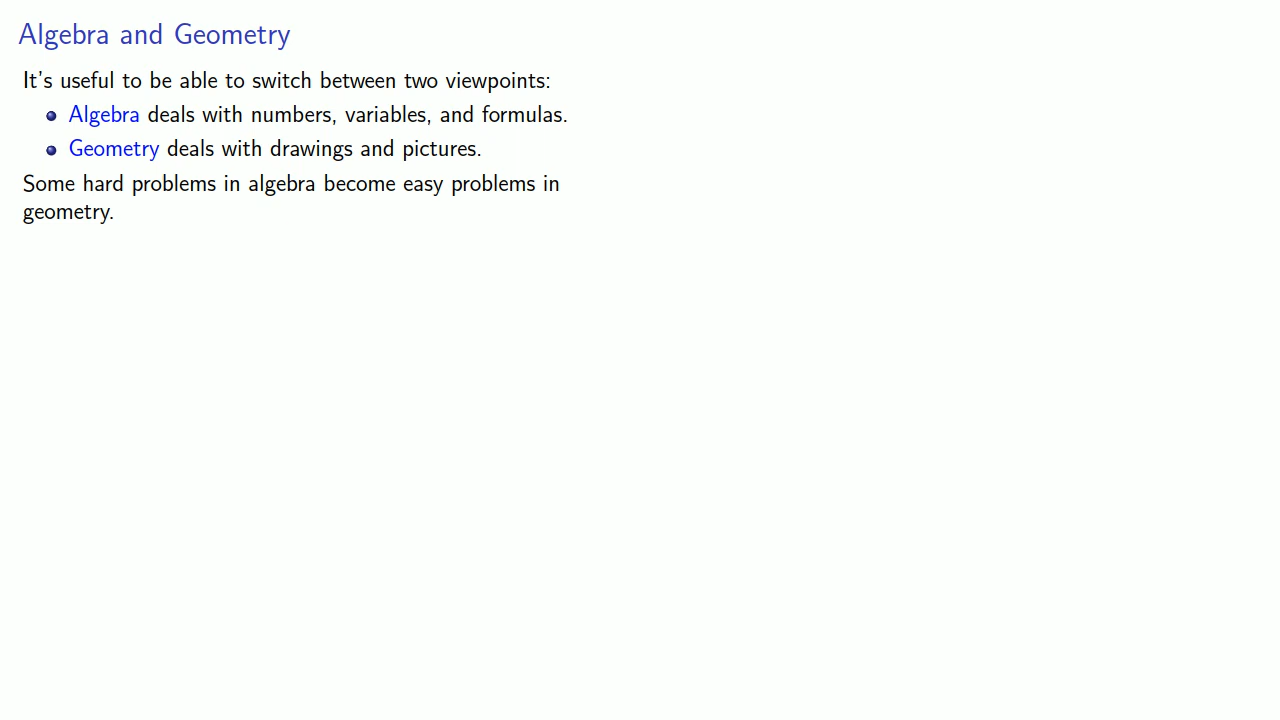 Algebra and Geometry
It's useful to be able to switch between two viewpoints:
Algebra deals with numbers, variables, and formulas.
Geometry deals with drawings and pictures.
Some hard problems in algebra become easy problems in
geometry.